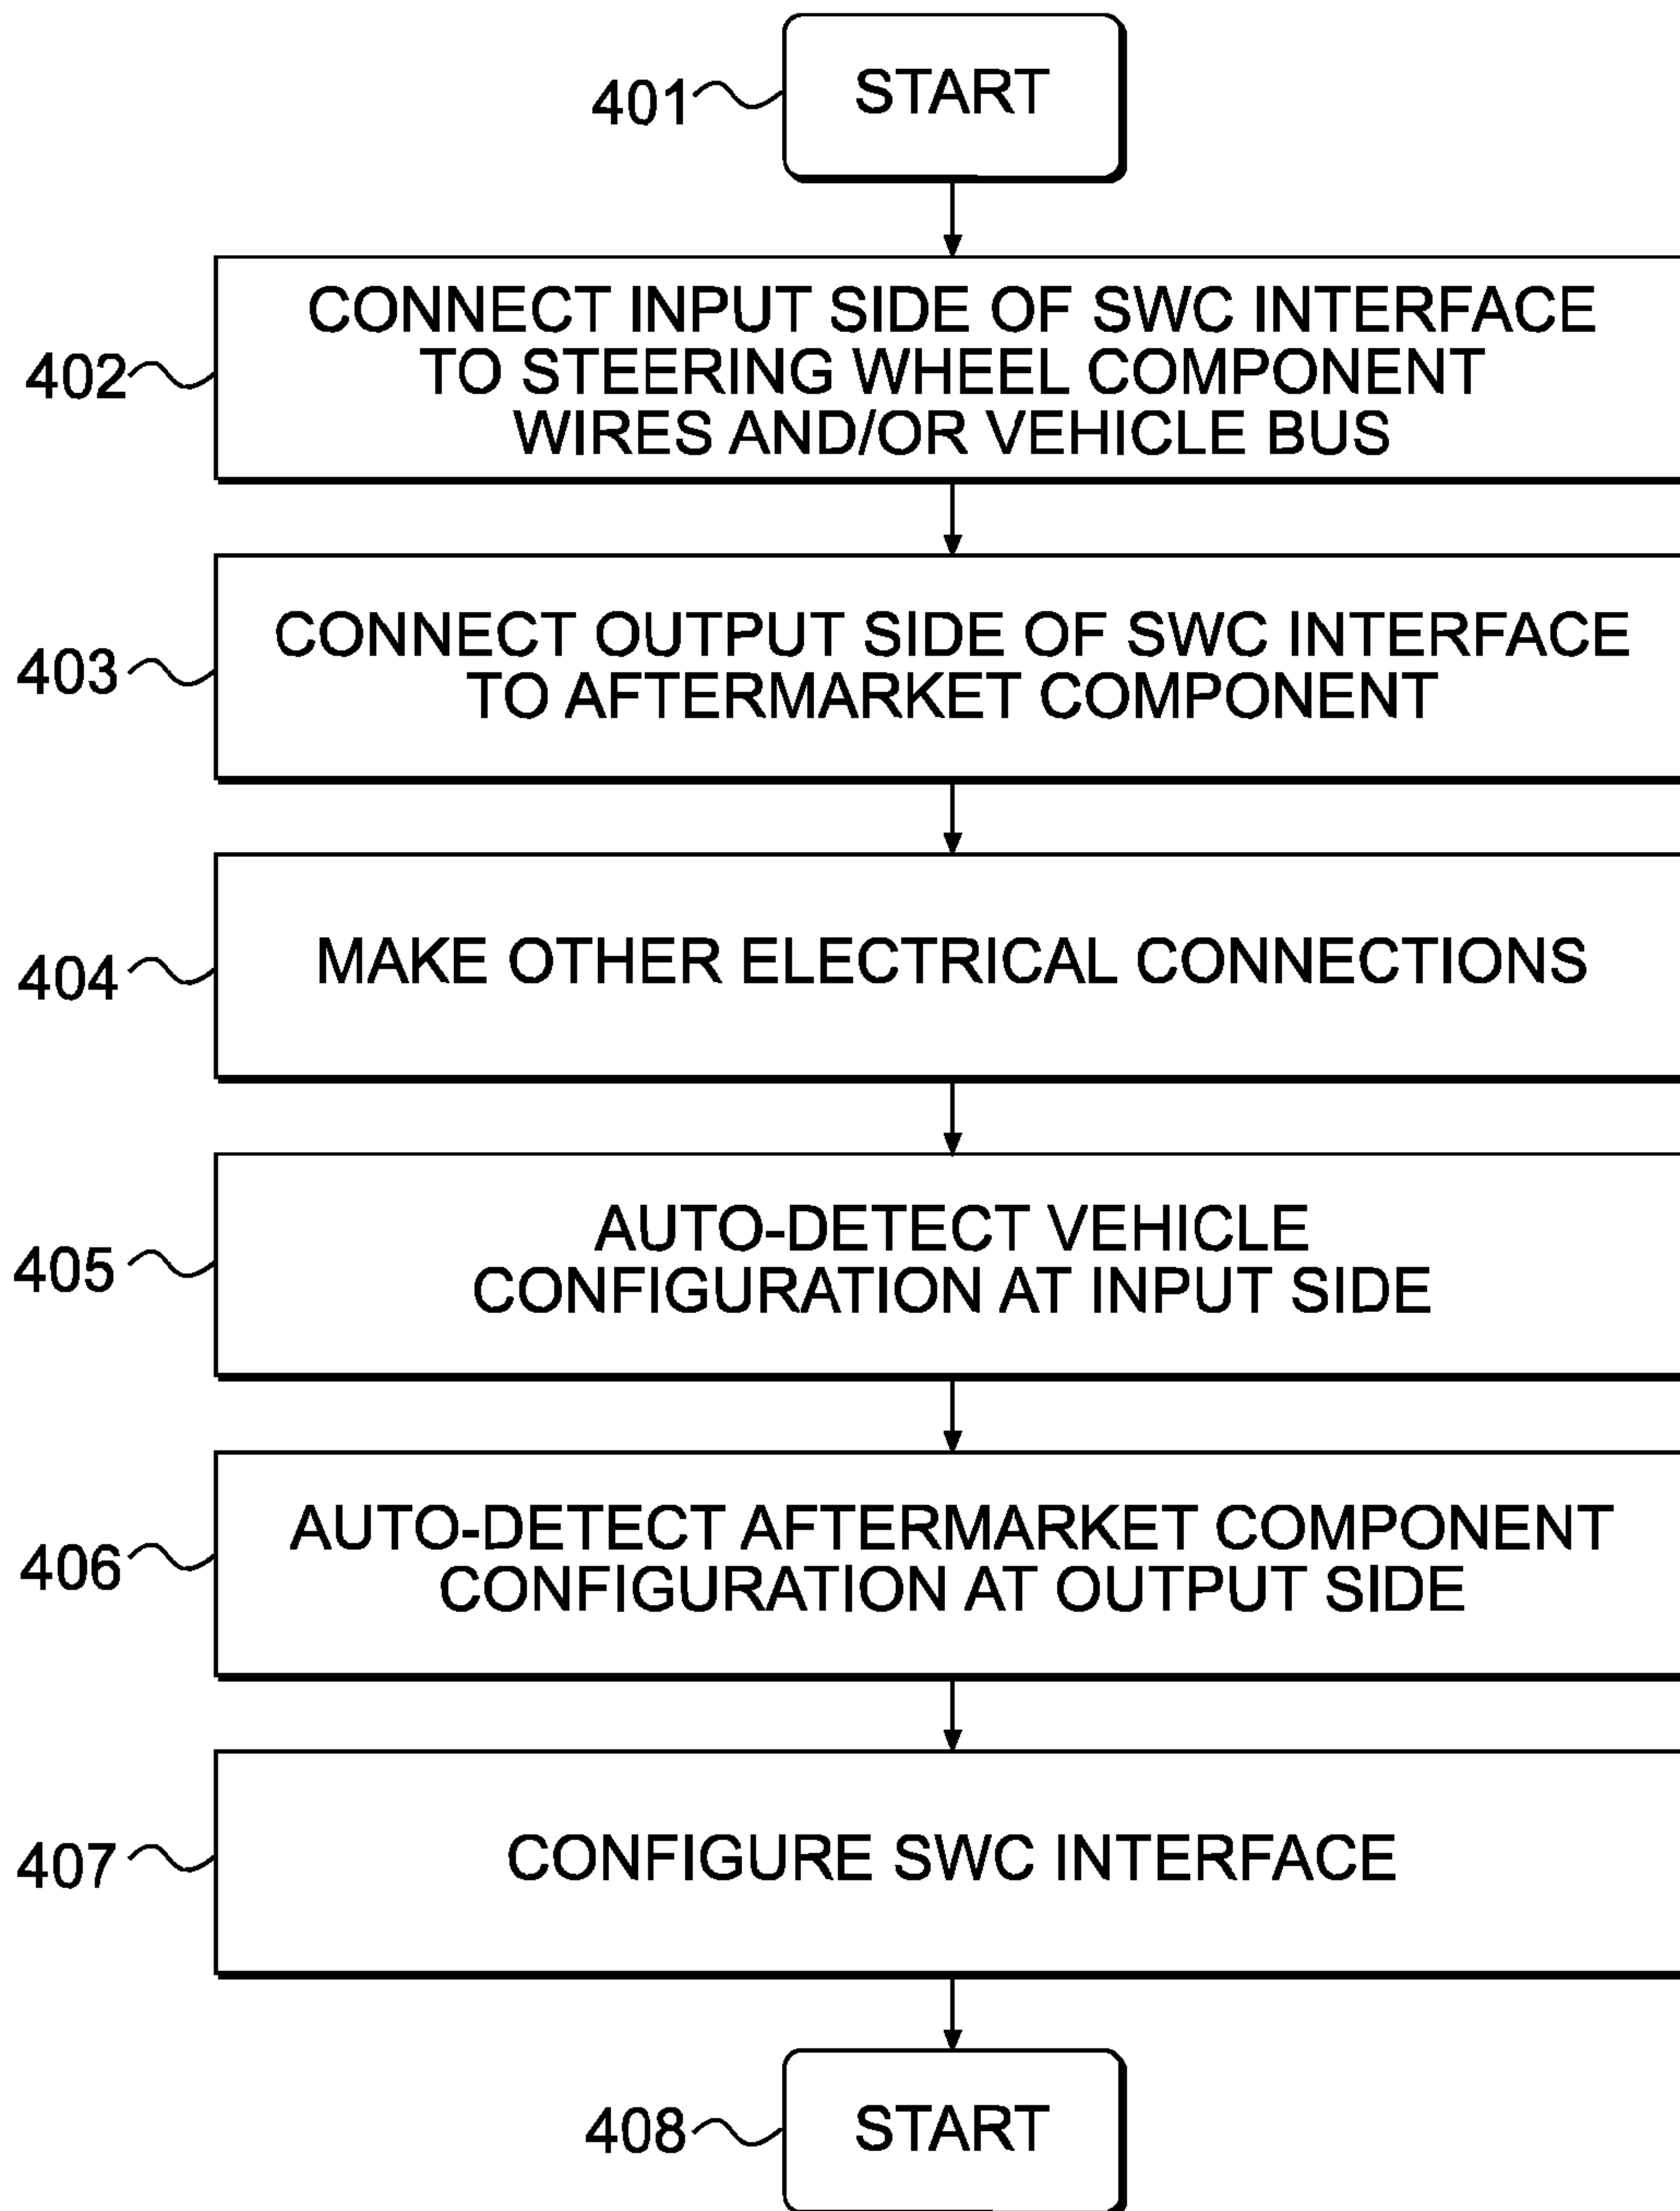 401
START
402
CONNECT INPUT SIDE OF SWC INTERFACE
TO STEERING WHEEL COMPONENT
WIRES AND/OR VEHICLE BUS
403
CONNECT OUTPUT SIDE OF SWC INTERFACE
TO AFTERMARKET COMPONENT
404
MAKE OTHER ELECTRICAL CONNECTIONS
405
AUTO-DETECT VEHICLE
CONFIGURATION AT INPUT SIDE
406
AUTO-DETECT AFTERMARKET COMPONENT
CONFIGURATION AT OUTPUT SIDE
407
CONFIGURE SWC INTERFACE
408
START